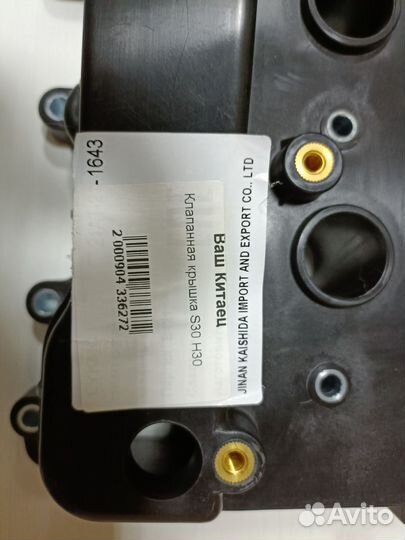 -1643
JINAN KAISHIDA IMPORT AND EXPORT CO., LTD
Ваш Китаец
Клапанная крышка S30 H30
2 000904 336272
Avito